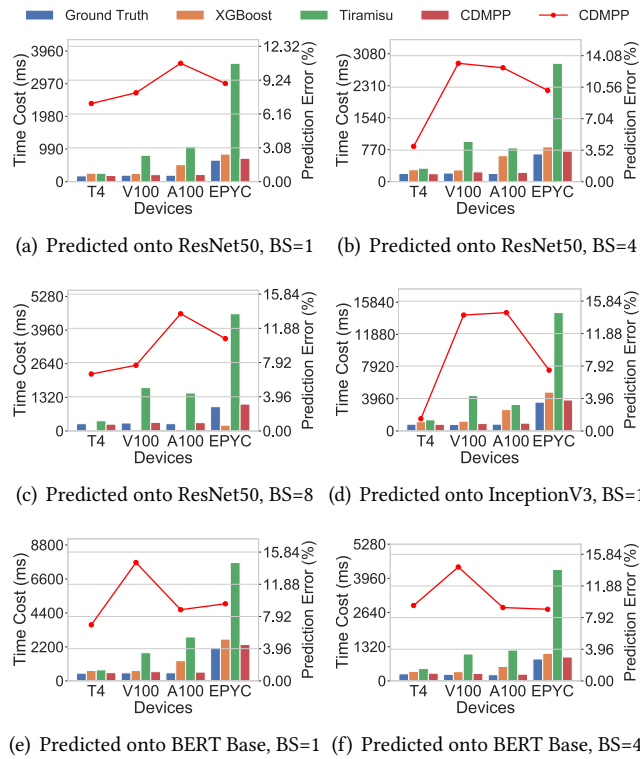 Ground Truth XGBoost Tiramisu CDMPP CDMPP
Time Cost (ms)
3960
2970
1980
990
0
12.32
9.24
6.16
3.08
0.00
Prediction Error (%)
T4 V100 A100 EPYC
Devices
(a) Predicted onto ResNet50, BS=1
Time Cost (ms)
3080
2310
1540
770
0
14.08
10.56
7.04
3.52
0.00
Prediction Error (%)
T4 V100 A100 EPYC
Devices
(b) Predicted onto ResNet50, BS=4
Time Cost (ms)
5280
3960
2640
1320
0
15.84
11.88
7.92
3.96
0.00
Prediction Error (%)
T4 V100 A100 EPYC
Devices
(c) Predicted onto ResNet50, BS=8
Time Cost (ms)
15840
11880
7920
3960
0
15.84
11.88
7.92
3.96
0.00
Prediction Error (%)
T4 V100 A100 EPYC
Devices
(d) Predicted onto InceptionV3, BS=1
Time Cost (ms)
8800
6600
4400
2200
0
15.84
11.88
7.92
3.96
0.00
Prediction Error (%)
T4 V100 A100 EPYC
Devices
(e) Predicted onto BERT Base, BS=1
Time Cost (ms)
5280
3960
2640
1320
0
15.84
11.88
7.92
3.96
0.00
Prediction Error (%)
T4 V100 A100 EPYC
Devices
(f) Predicted onto BERT Base, BS=4